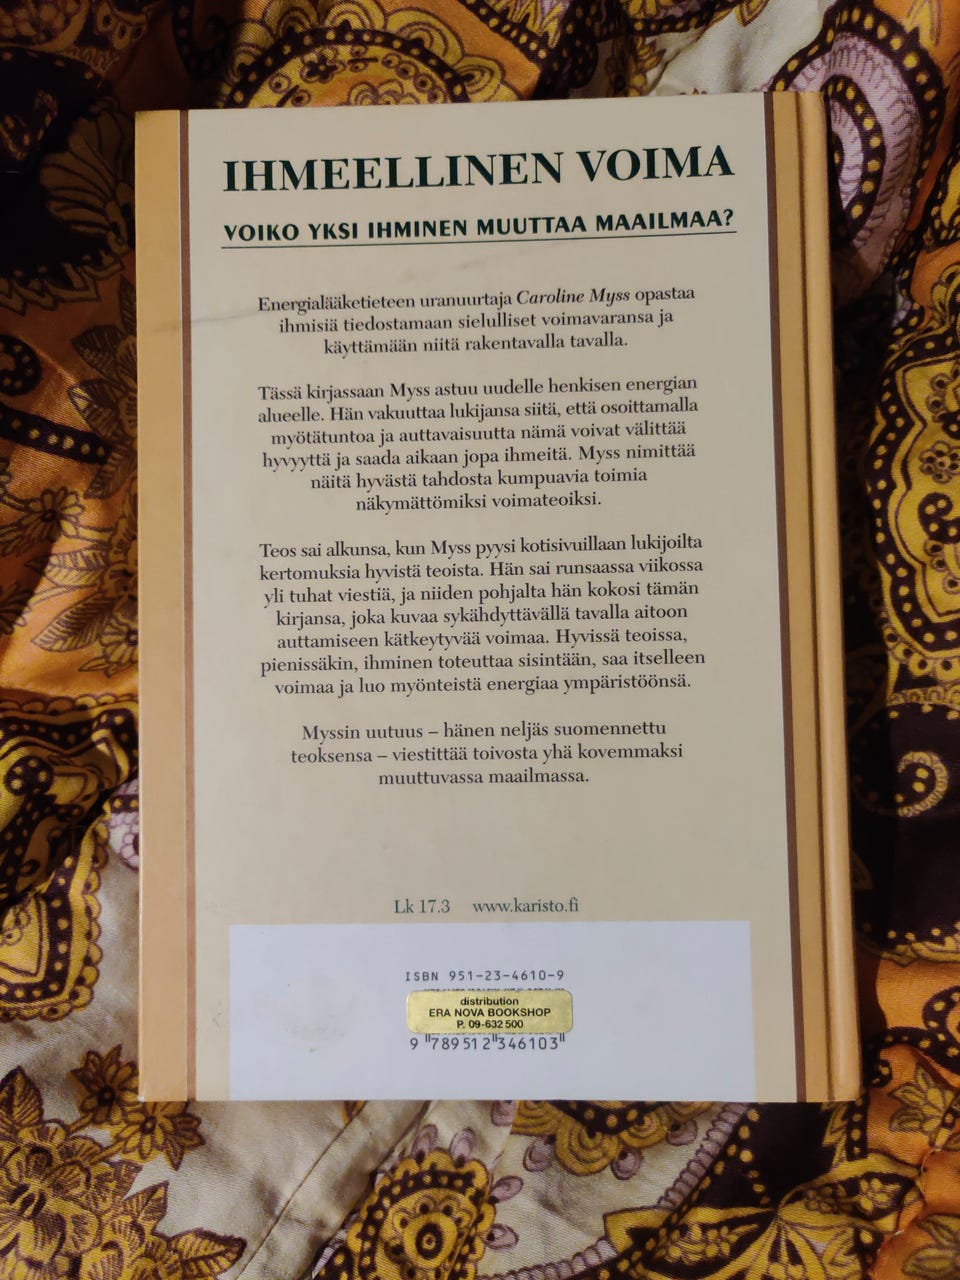 IHMEELLINEN VOIMA
VOIKO YKSI IHMINEN MUUTTAA MAAILMAA?
Energialääketieteen uranuurtaja Caroline Myss opastaa
ihmisiä tiedostamaan sielulliset voimavaransa ja
käyttämään niitä rakentavalla tavalla.
Tässä kirjassaan Myss astuu uudelle henkisen energian
alueelle. Hän vakuuttaa lukijansa siitä, että osoittamalla
myötätuntoa ja auttavaisuutta nämä voivat välittää
hyvyyttä ja saada aikaan jopa ihmeitä. Myss nimittää
näitä hyvästä tahdosta kumpuavia toimia
näkymättömiksi voimateoiksi.
Teos sai alkunsa, kun Myss pyysi kotisivuillaan lukijoilta
kertomuksia hyvistä teoista. Hän sai runsaassa viikossa
yli tuhat viestiä, ja niiden pohjalta hän kokosi tämän
kirjansa, joka kuvaa sykähdyttävällä tavalla aitoon
auttamiseen kätkeytyvää voimaa. Hyvissä teoissa,
pienissäkin, ihminen toteuttaa sisintään, saa itselleen
voimaa ja luo myönteistä energiaa ympäristöönsä.
Myssin uutuus – hänen neljäs suomennettu
teoksensa – viestittää toivosta yhä kovemmaksi
muuttuvassa maailmassa.
Lk 17.3 www.karisto.fi
ISBN 951-23-4610-9
distribution
ERA NOVA BOOKSHOP
P. 09-632 500
9 789512 346103